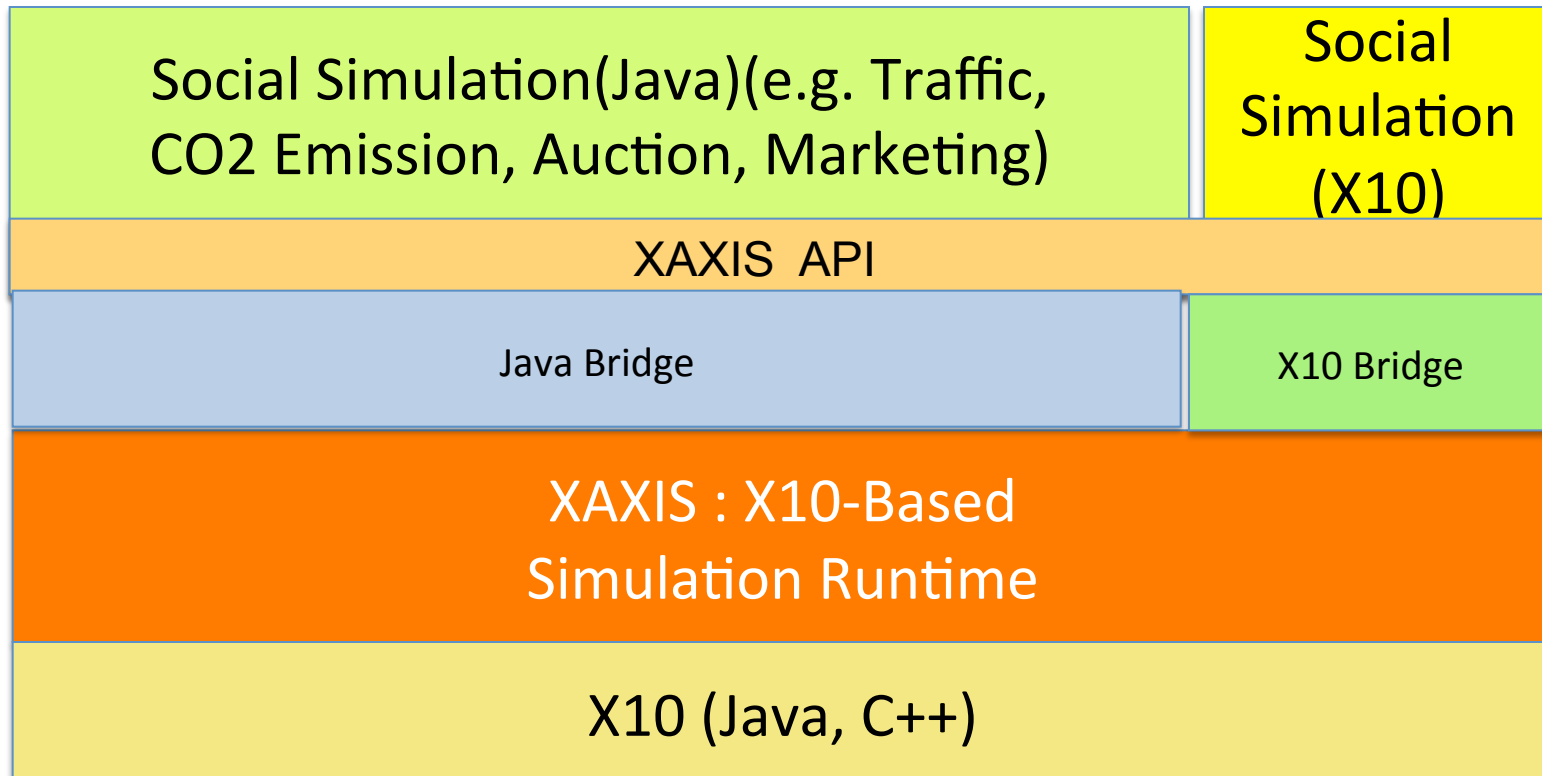 Social Simulation(Java)(e.g. Traffic,
CO2 Emission, Auction, Marketing)
Social
Simulation
(X10)
XAXIS API
Java Bridge
X10 Bridge
XAXIS : X10-Based
Simulation Runtime
X10 (Java, C++)